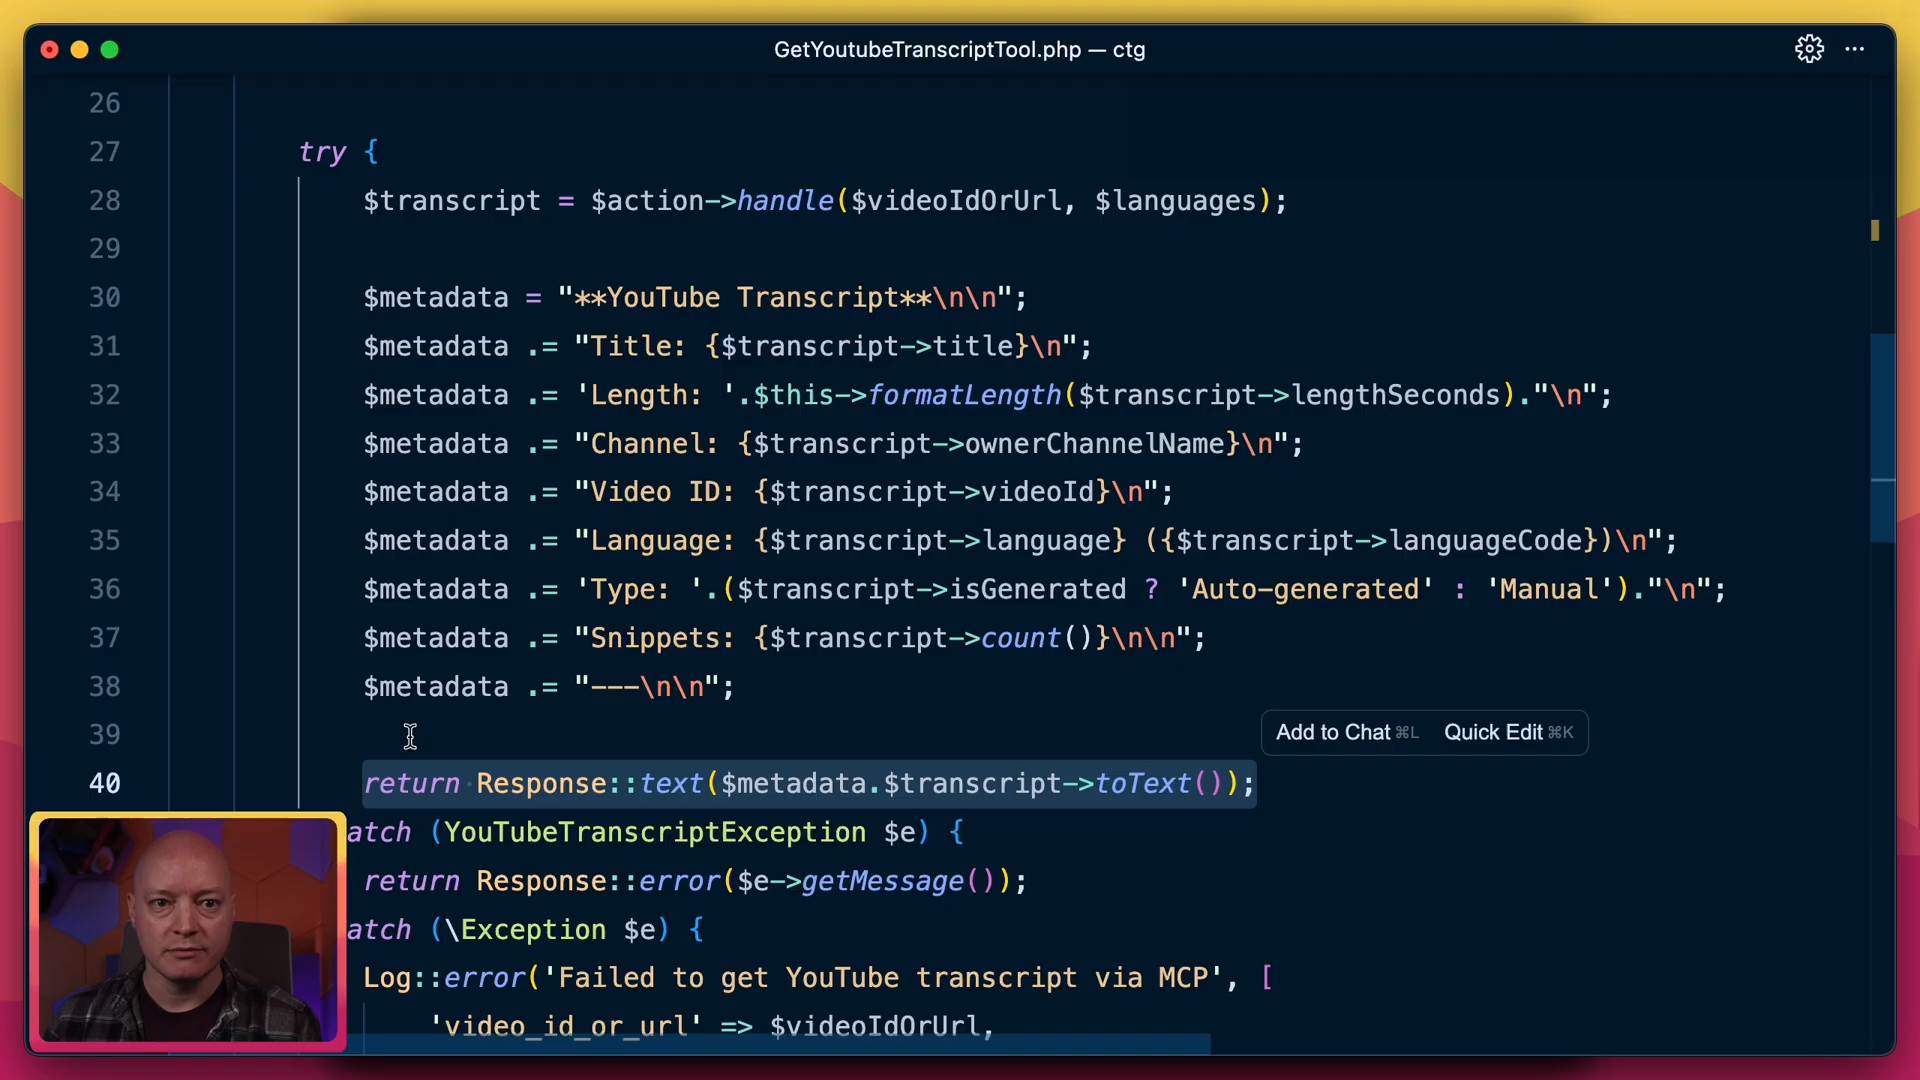 GetYoutubeTranscriptTool.php — ctg
26
27 try {
28 $transcript = $action->handle($videoIdOrUrl, $languages);
29
30 $metadata = "**YouTube Transcript**\n\n";
31 $metadata .= "Title: {$transcript->title}\n";
32 $metadata .= 'Length: '.$this->formatLength($transcript->lengthSeconds)."\n";
33 $metadata .= "Channel: {$transcript->ownerChannelName}\n";
34 $metadata .= "Video ID: {$transcript->videoId}\n";
35 $metadata .= "Language: {$transcript->language} ({$transcript->languageCode})\n";
36 $metadata .= 'Type: '.($transcript->isGenerated ? 'Auto-generated' : 'Manual')."\n";
37 $metadata .= "Snippets: {$transcript->count()}\n\n";
38 $metadata .= "---\n\n";
39
Add to Chat ⌘L Quick Edit ⌘K
40 return Response::text($metadata.$transcript->toText());
atch (YouTubeTranscriptException $e) {
return Response::error($e->getMessage());
atch (\Exception $e) {
Log::error('Failed to get YouTube transcript via MCP', [
'video_id_or_url' => $videoIdOrUrl,